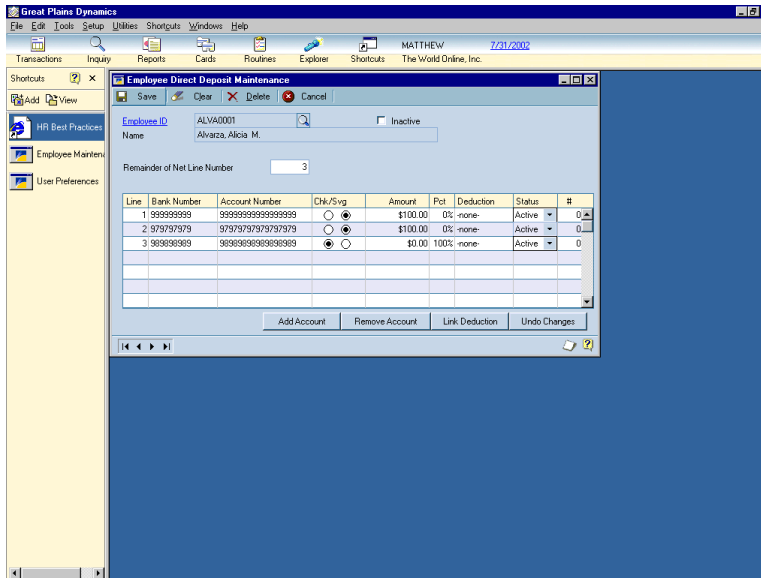 Great Plains Dynamics
File Edit Tools Setup Utilities Shortcuts Windows Help
Transactions Inquiry Reports Cards Routines Explorer Shortcuts
MATTHEW 7/31/2002
The World Online, Inc.
Shortcuts
Add View
HR Best Practices
Employee Mainten
User Preferences
Employee Direct Deposit Maintenance
Save Clear Delete Cancel
Employee ID ALVA0001 Inactive
Name Alvarza, Alicia M.
Remainder of Net Line Number 3
Line Bank Number Account Number Chk/Svg Amount Pct Deduction Status #
1 999999999 99999999999999999 $100.00 0% -none- Active 0
2 979797979 97979797979797979 $100.00 0% -none- Active 0
3 989898989 98989898989898989 $0.00 100% -none- Active 0
Add Account Remove Account Link Deduction Undo Changes